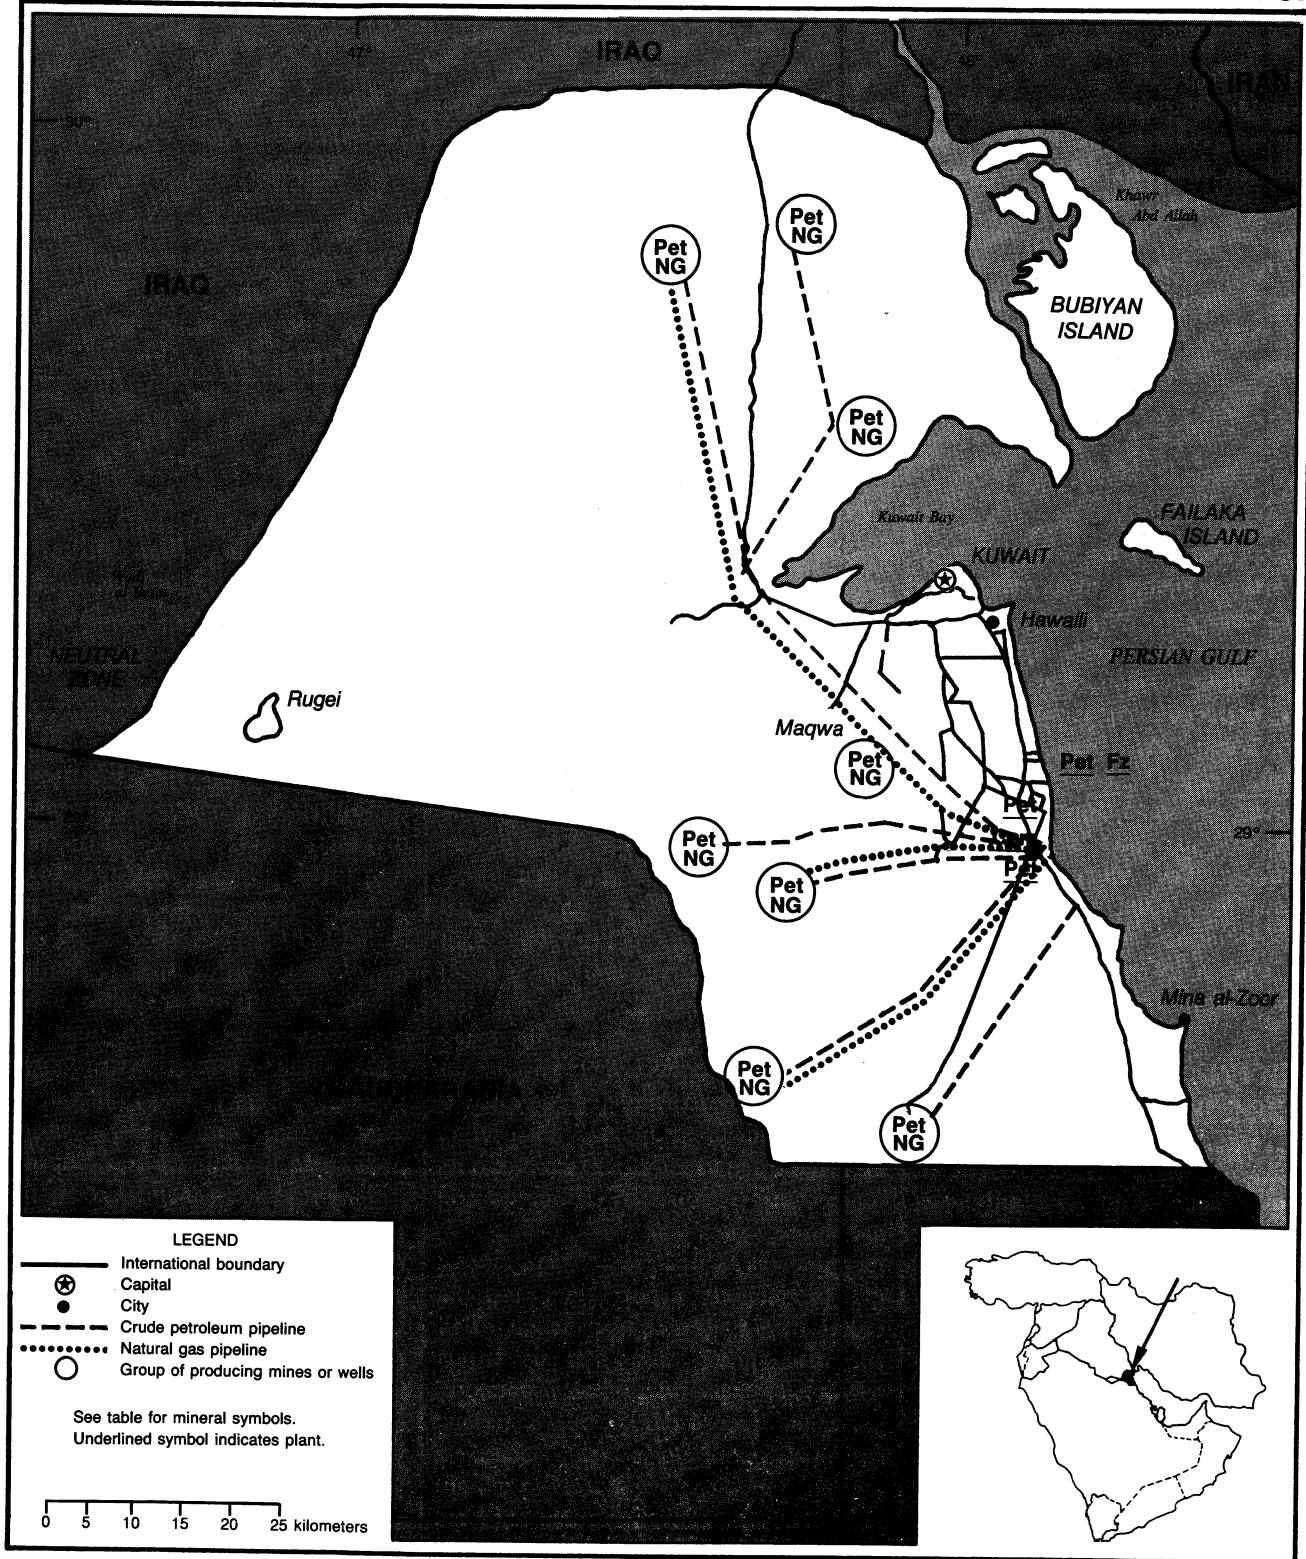 IRAQ
47°
48°
IRAN
30°
Khawr
Abd Allah
Pet
NG
Pet
NG
IRAQ
BUBIYAN
ISLAND
Pet
NG
Kuwait Bay
FAILAKA
ISLAND
KUWAIT
Hawalli
NEUTRAL
ZONE
PERSIAN GULF
Rugei
Maqwa
Pet
NG
Pet Fz
Pet
29°
Pet
NG
Pet
Pet
NG
Mina al-Zoor
Pet
NG
Pet
NG
LEGEND
International boundary
Capital
City
Crude petroleum pipeline
Natural gas pipeline
Group of producing mines or wells
See table for mineral symbols.
Underlined symbol indicates plant.
0 5 10 15 20 25 kilometers